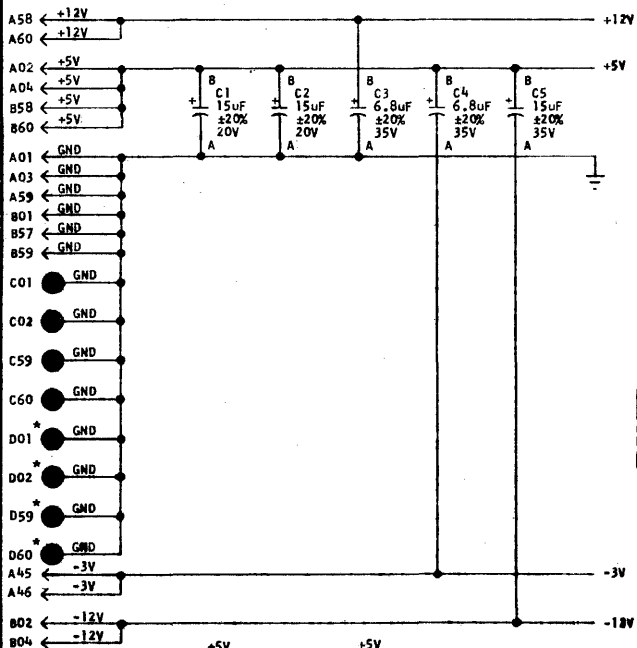 A58 +12V +12V
A60 +12V
A02 +5V +5V
A04 +5V
B58 +5V
B60 +5V
B C1 15uF ±20% 20V A
B C2 15uF ±20% 20V A
B C3 6.8uF ±20% 35V A
B C4 6.8uF ±20% 35V A
B C5 15uF ±20% 35V A
+ + + + +
A01 GND
A03 GND
A59 GND
B01 GND
B57 GND
B59 GND
C01 GND
C02 GND
C59 GND
C60 GND
D01* GND
D02* GND
D59* GND
D60* GND
A45 -3V -3V
A46 -3V
B02 -12V -12V
B04 -12V
+5V +5V